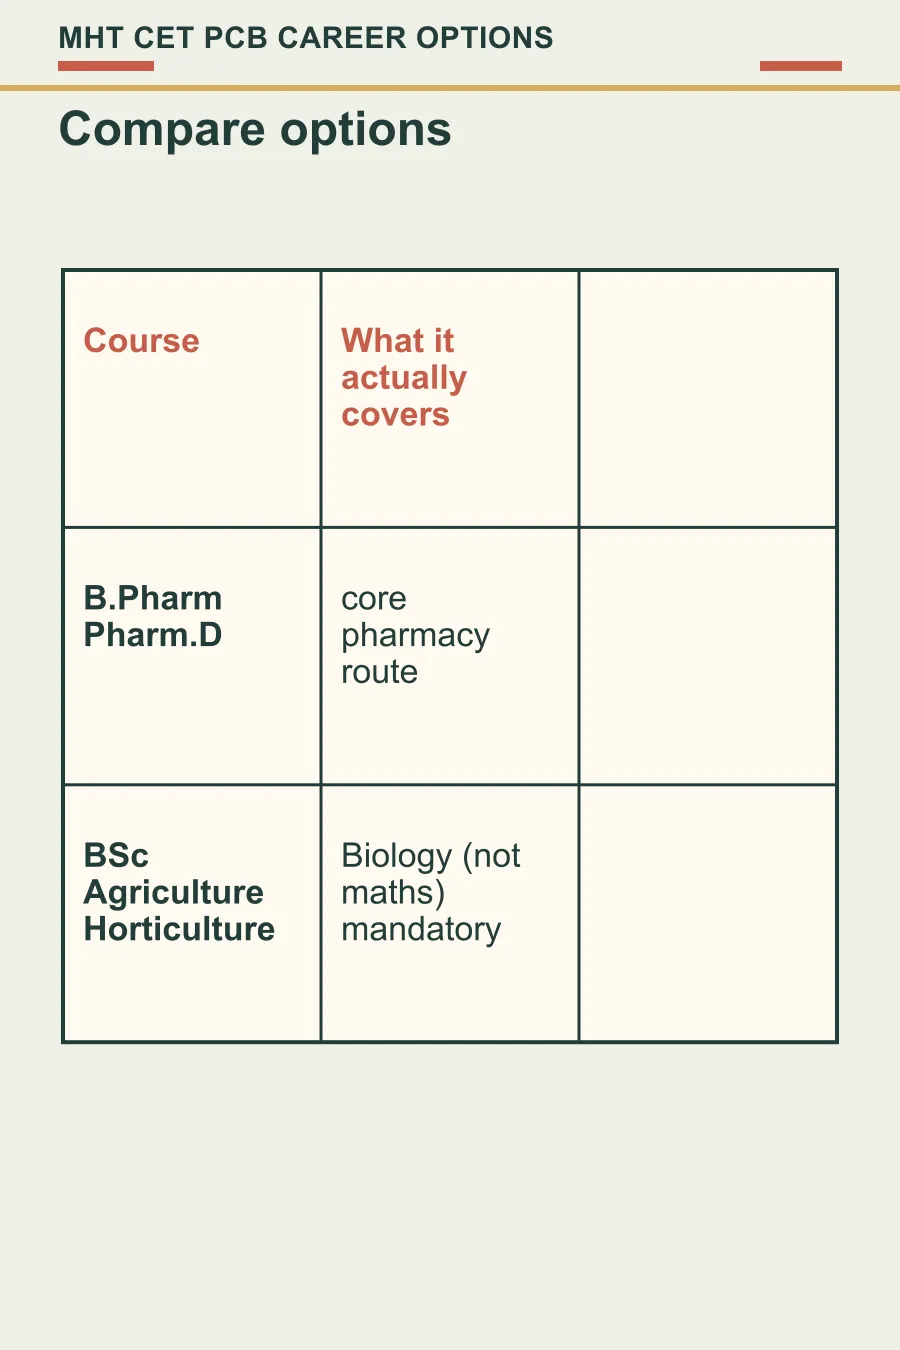 MHT CET PCB CAREER OPTIONS
Compare options
Course
What it
actually
covers
B.Pharm
Pharm.D
core
pharmacy
route
BSc
Agriculture
Horticulture
Biology (not
maths)
mandatory